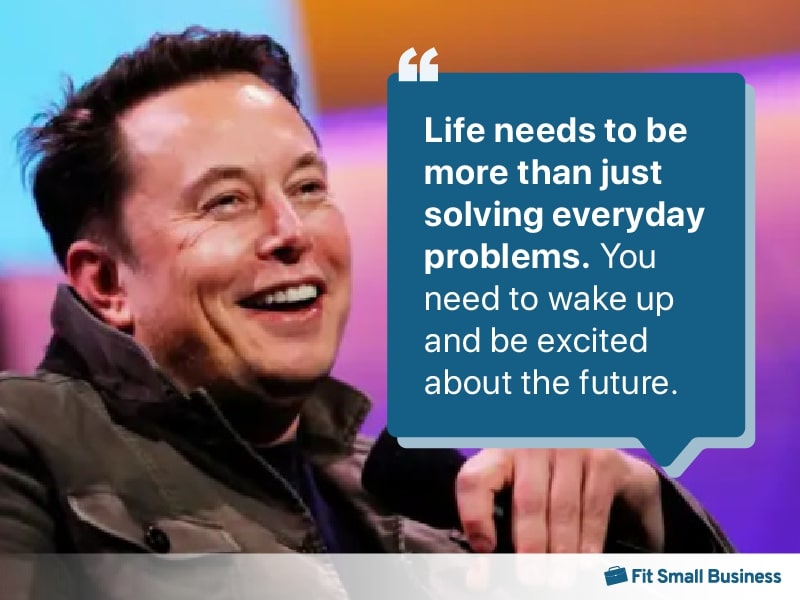 “
Life needs to be
more than just
solving everyday
problems. You
need to wake up
and be excited
about the future.
Fit Small Business